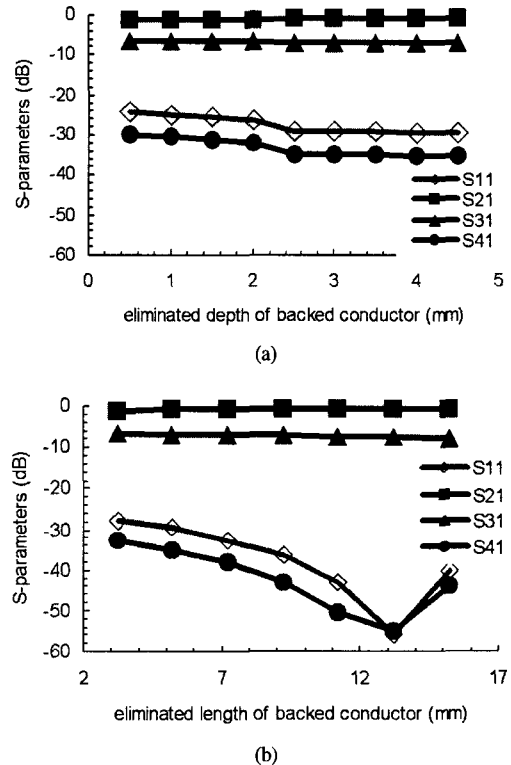 0
-10
-20
-30
-40
-50
-60
S-parameters (dB)
S11
S21
S31
S41
0 1 2 3 4 5
eliminated depth of backed conductor (mm)
(a)
0
-10
-20
-30
-40
-50
-60
S-parameters (dB)
S11
S21
S31
S41
2 7 12 17
eliminated length of backed conductor (mm)
(b)